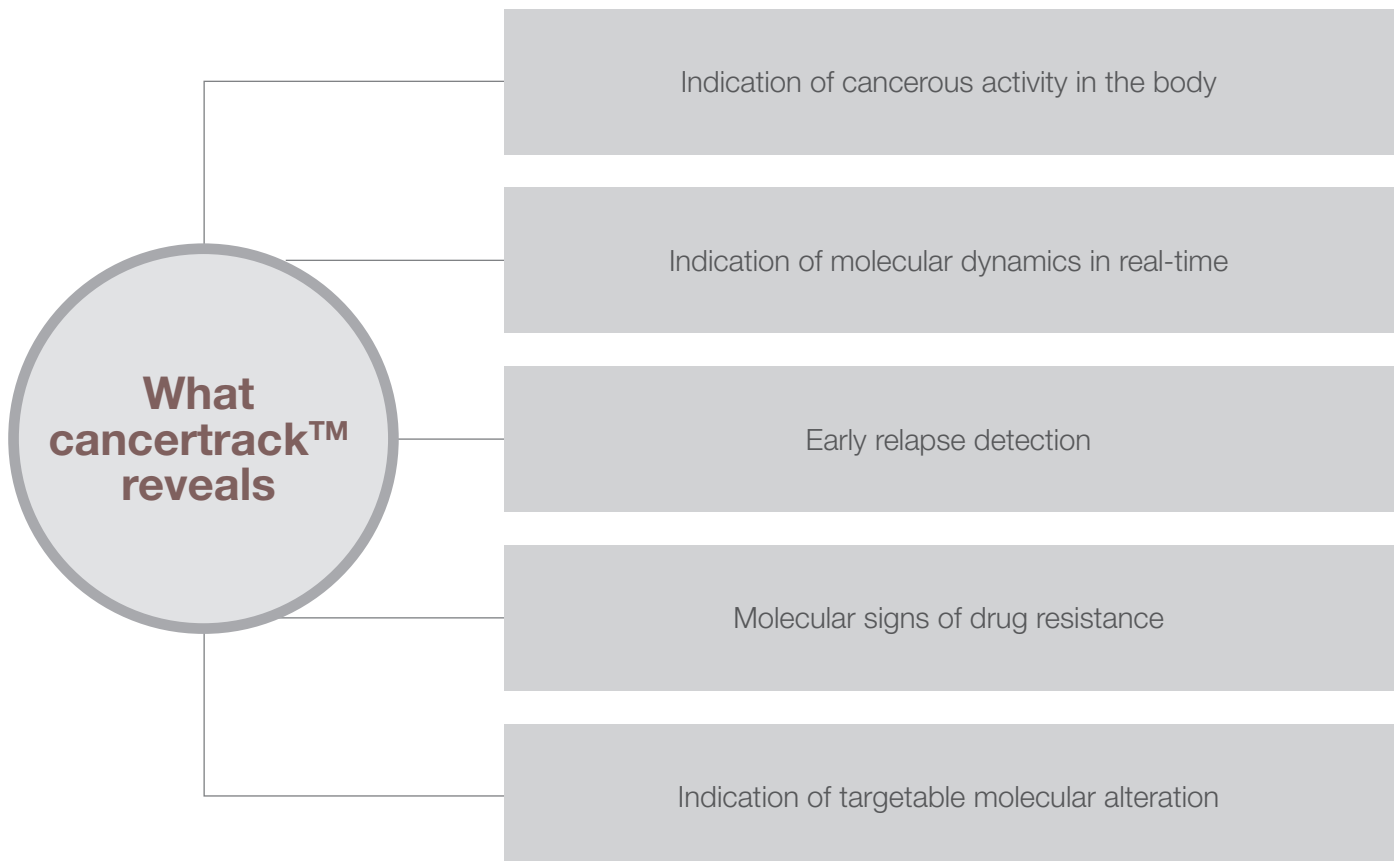 Indication of cancerous activity in the body
Indication of molecular dynamics in real-time
What
cancertrack™
reveals
Early relapse detection
Molecular signs of drug resistance
Indication of targetable molecular alteration